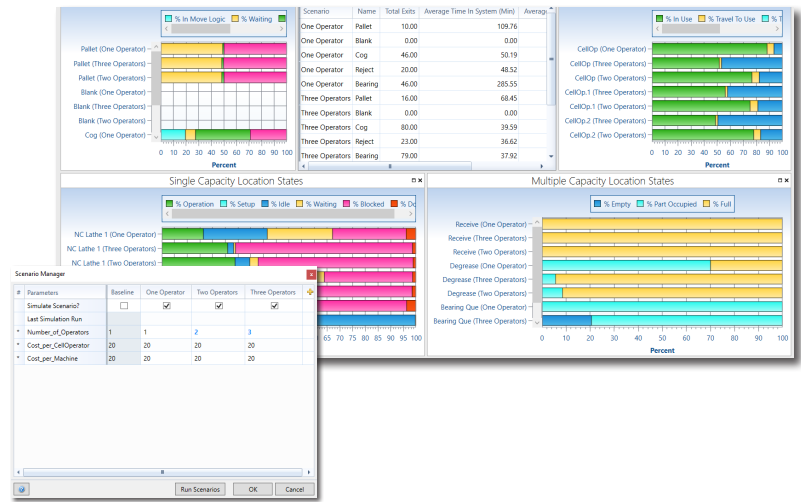 % In Move Logic % Waiting
Pallet (One Operator)
Pallet (Three Operators)
Pallet (Two Operators)
Blank (One Operator)
Blank (Three Operators)
Blank (Two Operators)
Cog (One Operator)
0 10 20 30 40 50 60 70 80 90 100
Percent
Scenario Name Total Exits Average Time In System (Min) Average
One Operator Pallet 10.00 109.76
One Operator Blank 0.00 0.00
One Operator Cog 46.00 50.19
One Operator Reject 20.00 48.52
One Operator Bearing 46.00 285.55
Three Operators Pallet 16.00 68.45
Three Operators Blank 0.00 0.00
Three Operators Cog 80.00 39.59
Three Operators Reject 23.00 36.62
Three Operators Bearing 79.00 37.92
% In Use % Travel To Use % T
CellOp (One Operator)
CellOp (Three Operators)
CellOp (Two Operators)
CellOp.1 (Three Operators)
CellOp.1 (Two Operators)
CellOp.2 (Three Operators)
CellOp.2 (Two Operators)
0 10 20 30 40 50 60 70 80 90 100
Percent
Single Capacity Location States
% Operation % Setup % Idle % Waiting % Blocked % Do
NC Lathe 1 (One Operator)
NC Lathe 1 (Three Operators)
NC Lathe 1 (Two Operators)
65 70 75 80 85 90 95 100
Multiple Capacity Location States
% Empty % Part Occupied % Full
Receive (One Operator)
Receive (Three Operators)
Receive (Two Operators)
Degrease (One Operator)
Degrease (Three Operators)
Degrease (Two Operators)
Bearing Que (One Operator)
Bearing Que (Three Operators)
0 10 20 30 40 50 60 70 80 90 100
Percent
Scenario Manager
# Parameters Baseline One Operator Two Operators Three Operators
Simulate Scenario?
Last Simulation Run
* Number_of_Operators 1 1 2 3
* Cost_per_CellOperator 20 20 20 20
* Cost_per_Machine 20 20 20 20
Run Scenarios OK Cancel